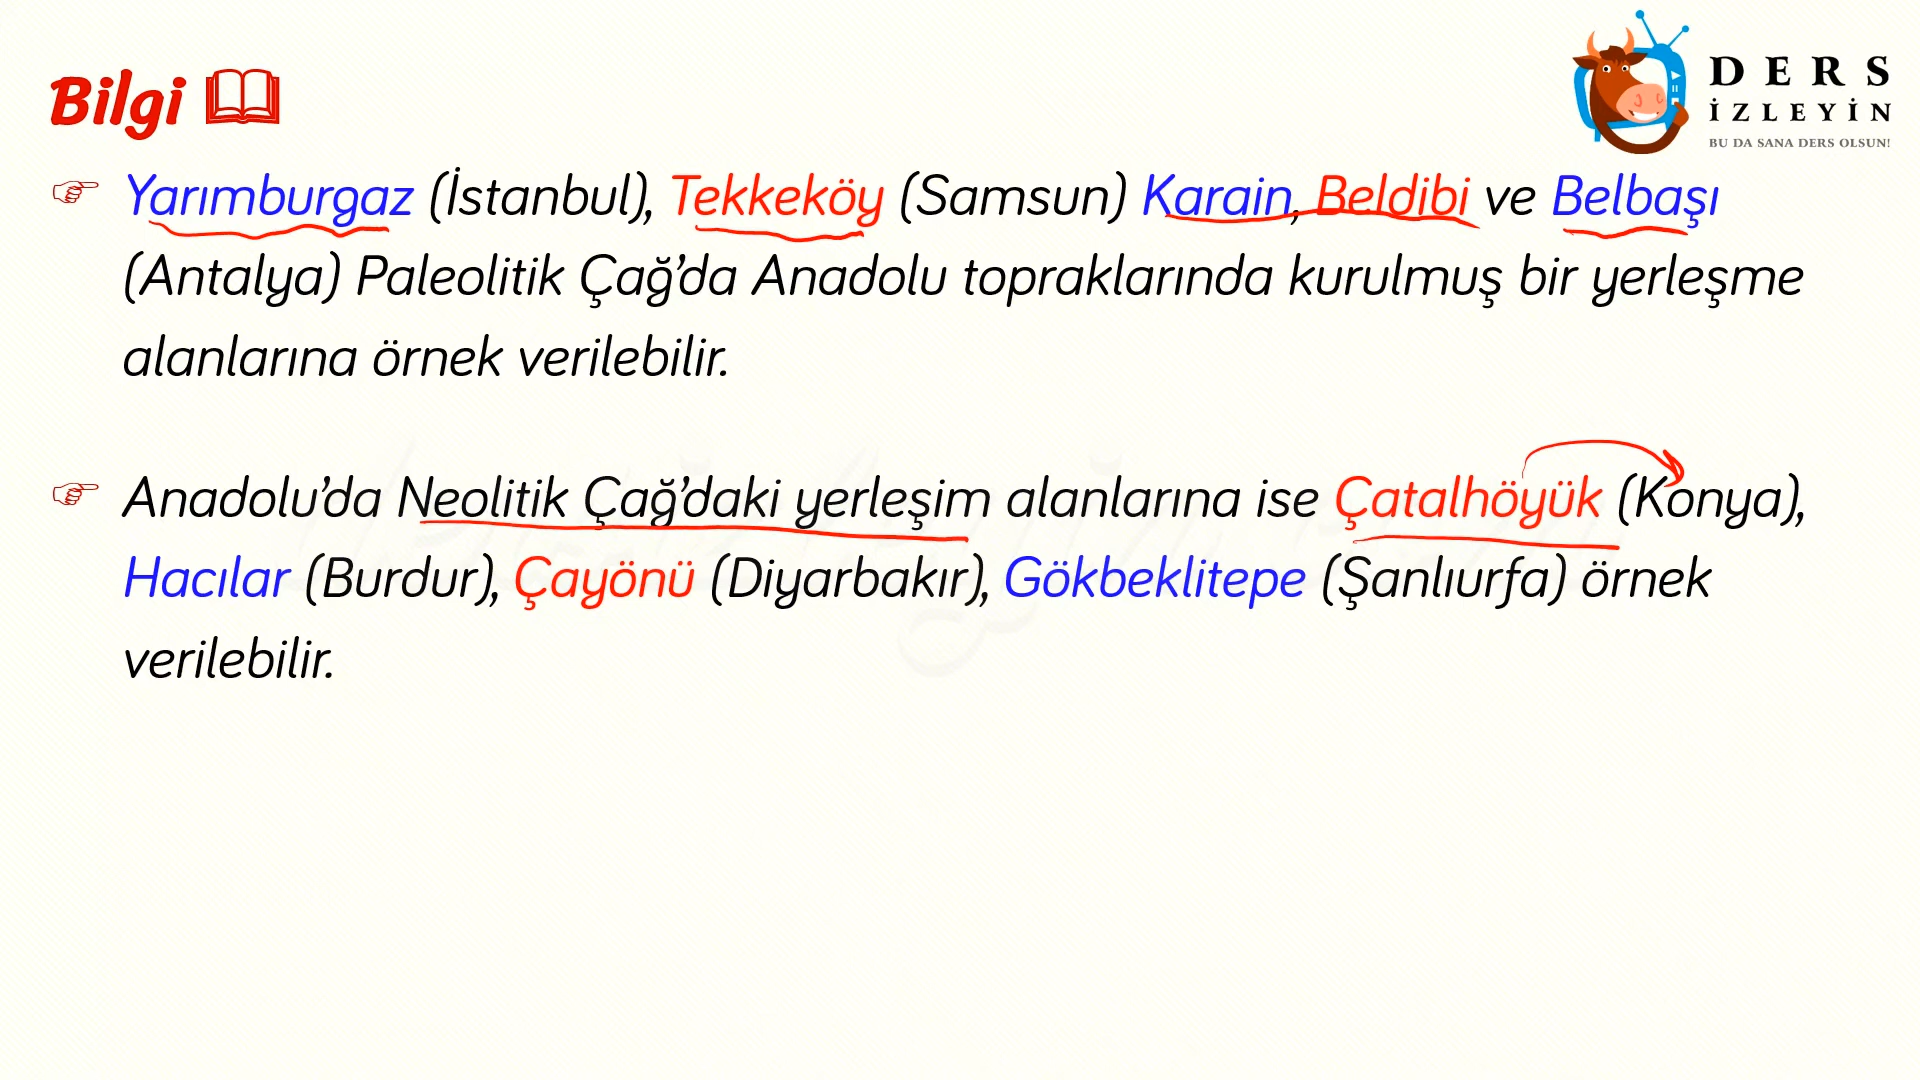 Bilgi
DERS
İZLEYİN
BU DA SANA DERS OLSUN!
Yarımburgaz (İstanbul), Tekkeköy (Samsun) Karain, Beldibi ve Belbaşı
(Antalya) Paleolitik Çağ’da Anadolu topraklarında kurulmuş bir yerleşme
alanlarına örnek verilebilir.
Anadolu’da Neolitik Çağ’daki yerleşim alanlarına ise Çatalhöyük (Konya),
Hacılar (Burdur), Çayönü (Diyarbakır), Gökbeklitepe (Şanlıurfa) örnek
verilebilir.